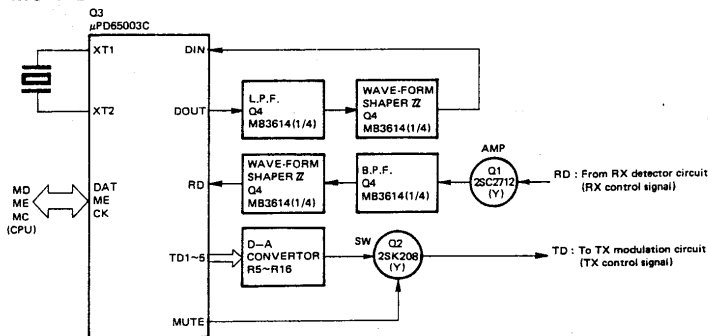 Q3
μPD65003C
XT1
XT2
DIN
DOUT
L.P.F.
Q4
MB3614(1/4)
WAVE-FORM
SHAPER II
Q4
MB3614(1/4)
RD
WAVE-FORM
SHAPER II
Q4
MB3614(1/4)
B.P.F.
Q4
MB3614(1/4)
AMP
Q1
2SC2712
(Y)
RD : From RX detector circuit
(RX control signal)
MD
ME
MC
(CPU)
DAT
ME
CK
TD1~5
D–A
CONVERTOR
R5~R16
SW
Q2
2SK208
(Y)
TD : To TX modulation circuit
(TX control signal)
MUTE